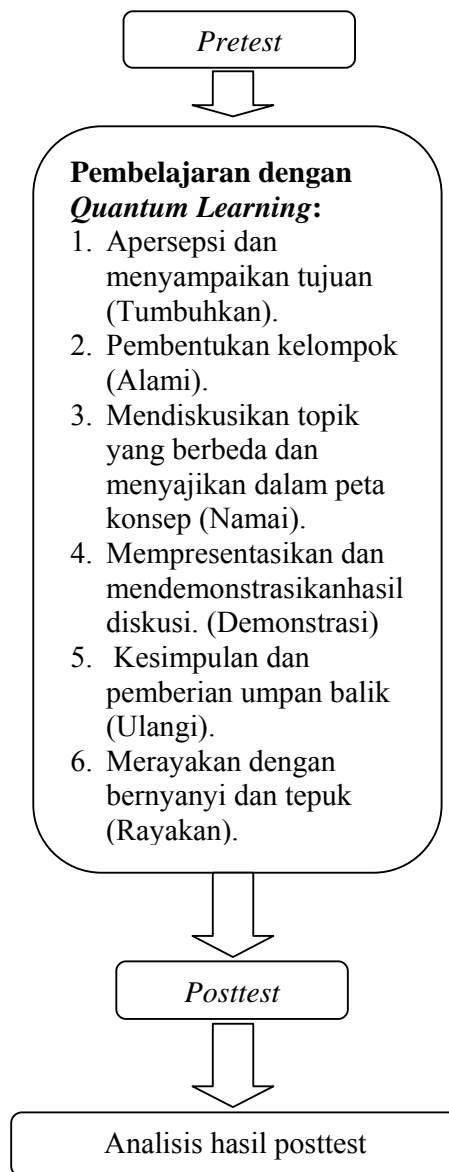 Pretest
Pembelajaran dengan
Quantum Learning:
1. Apersepsi dan
menyampaikan tujuan
(Tumbuhkan).
2. Pembentukan kelompok
(Alami).
3. Mendiskusikan topik
yang berbeda dan
menyajikan dalam peta
konsep (Namai).
4. Mempresentasikan dan
mendemonstrasikanhasil
diskusi. (Demonstrasi)
5. Kesimpulan dan
pemberian umpan balik
(Ulangi).
6. Merayakan dengan
bernyanyi dan tepuk
(Rayakan).
Posttest
Analisis hasil posttest